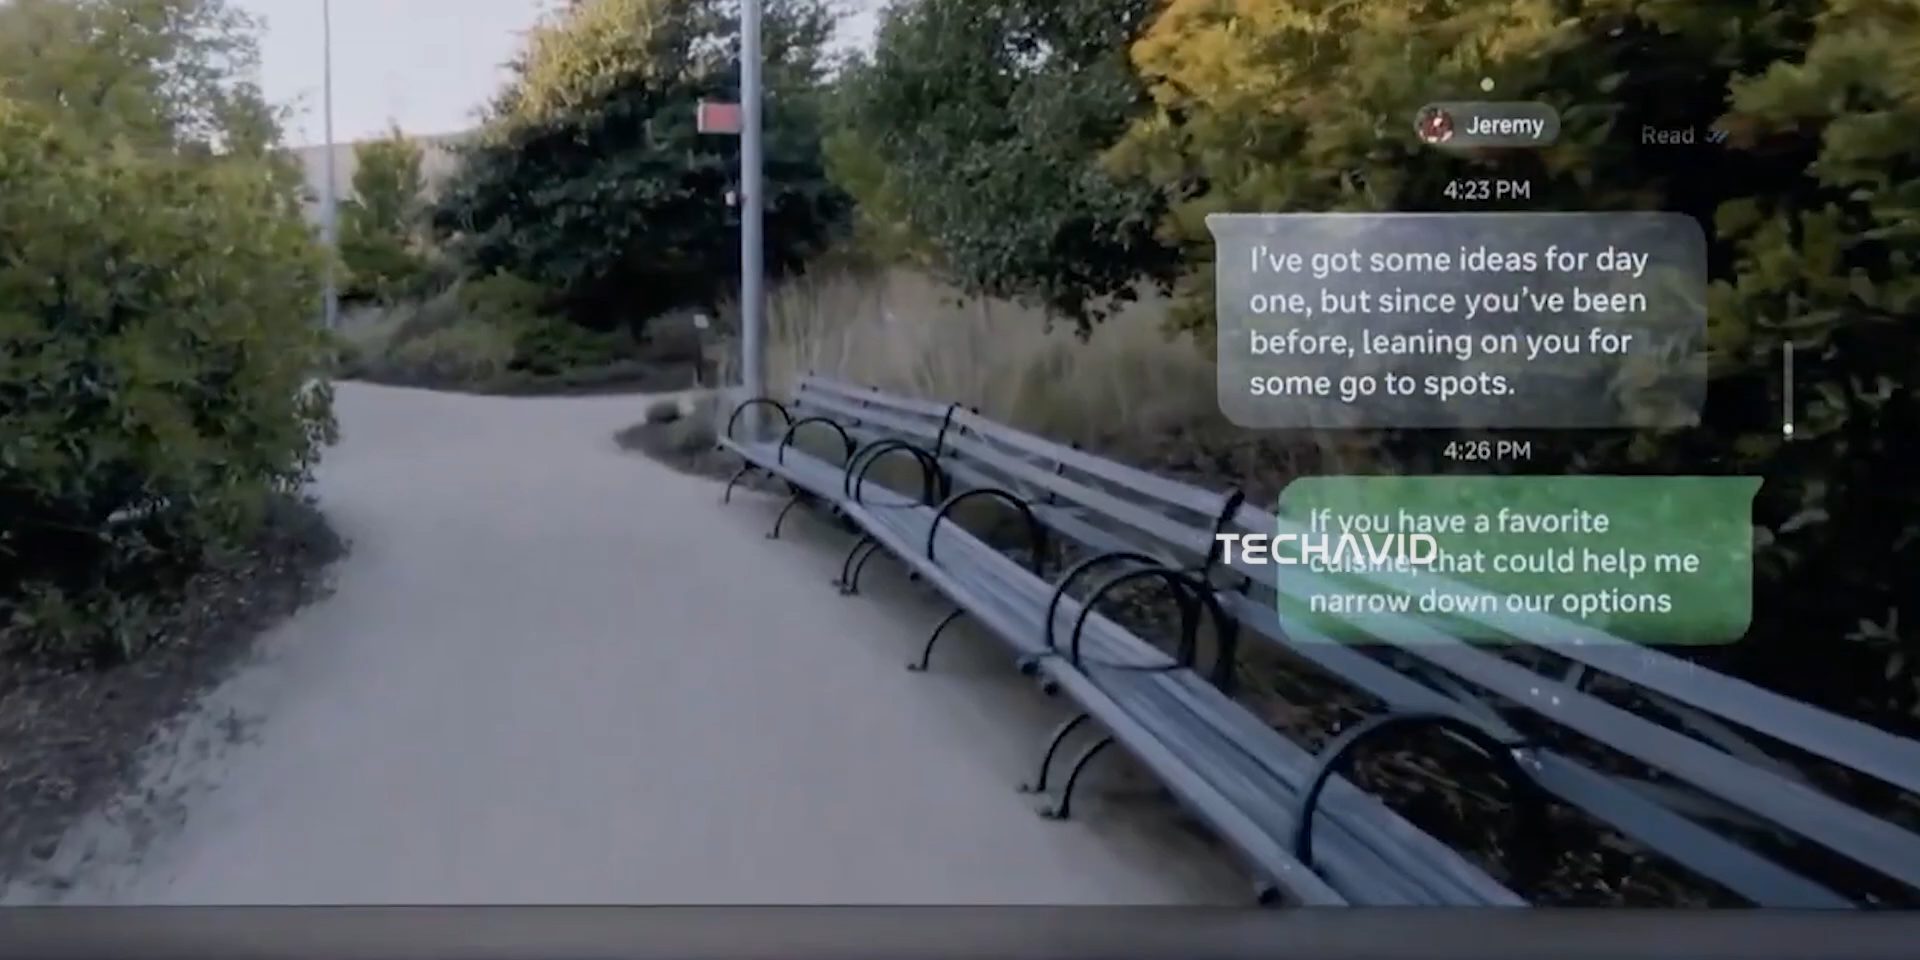 Jeremy
Read
4:23 PM
I've got some ideas for day
one, but since you've been
before, leaning on you for
some go to spots.
4:26 PM
If you have a favorite
TECHAVID
cuisine, that could help me
narrow down our options